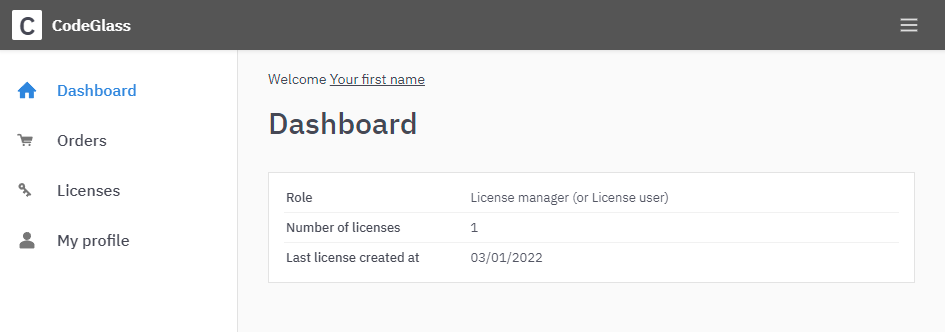 C CodeGlass
Dashboard
Orders
Licenses
My profile
Welcome Your first name
Dashboard
Role License manager (or License user)
Number of licenses 1
Last license created at 03/01/2022